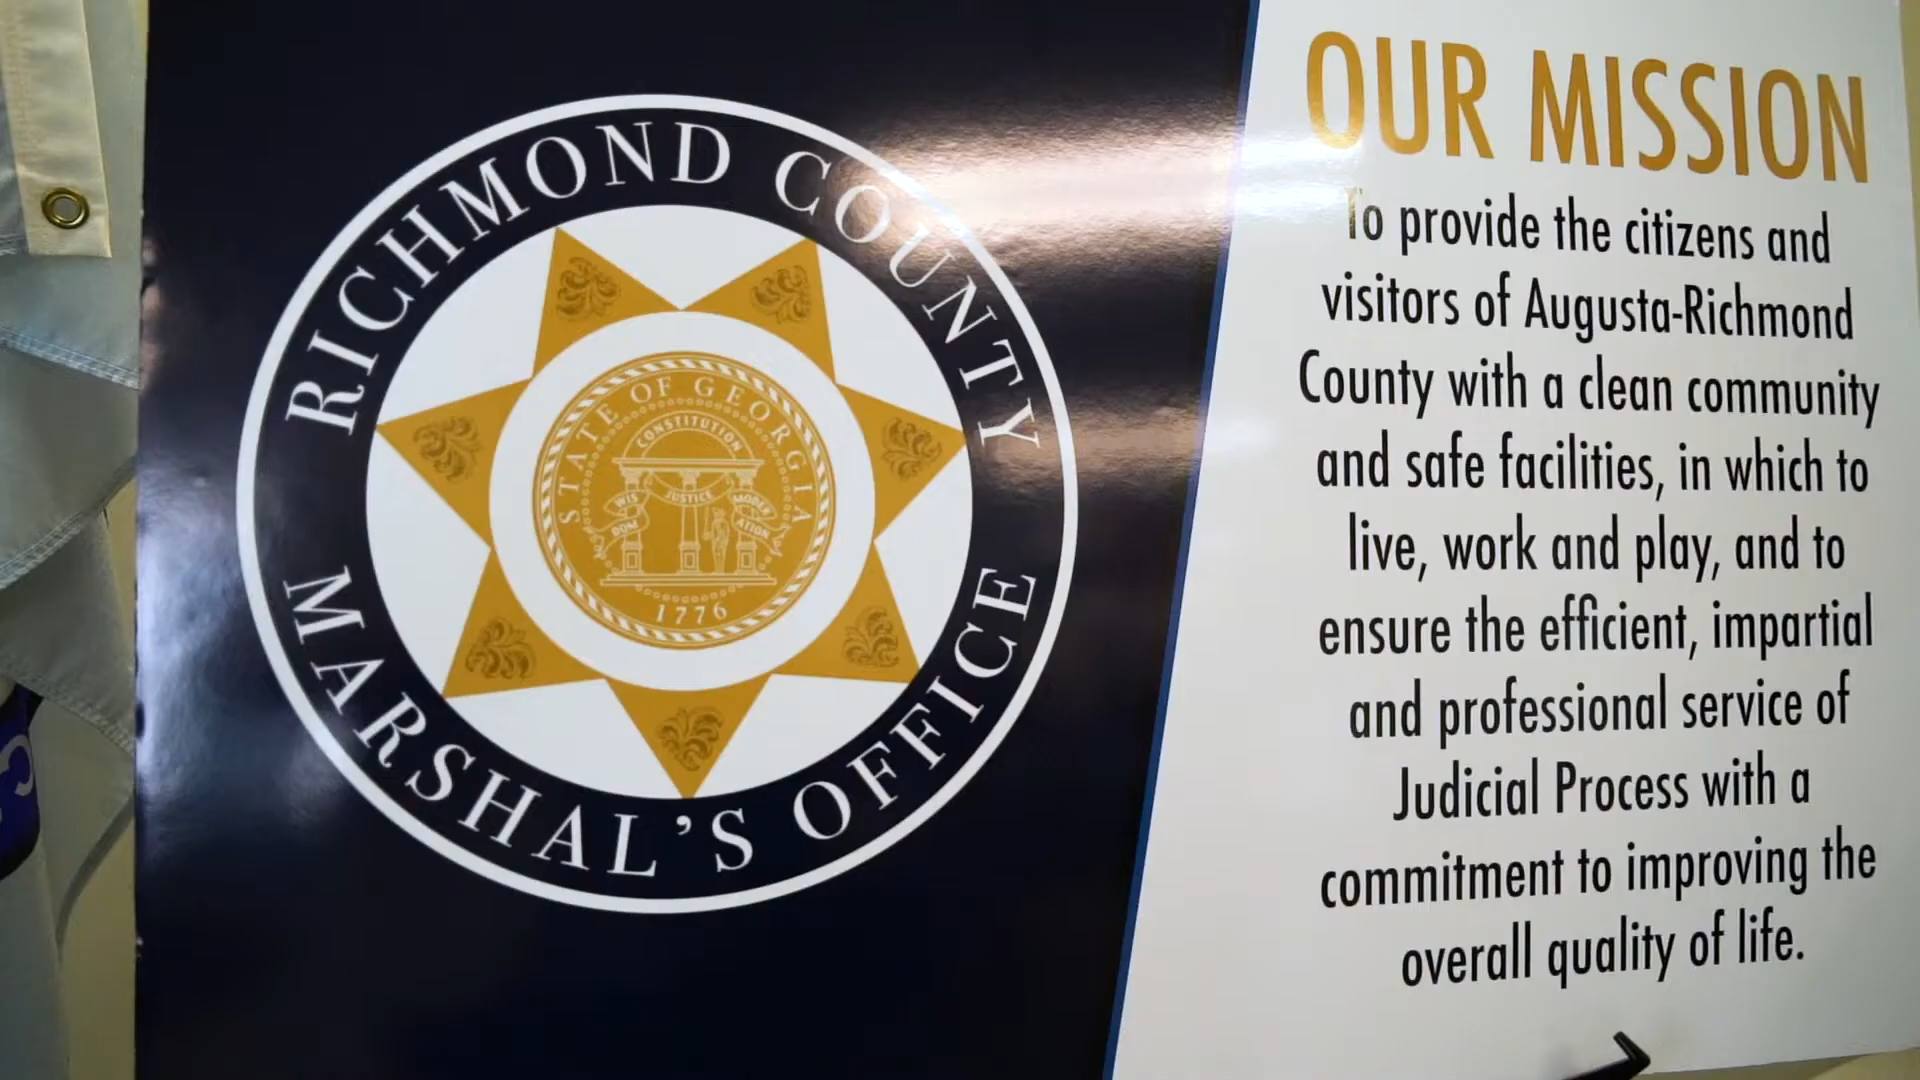 RICHMOND COUNTY
MARSHAL'S OFFICE
STATE OF GEORGIA
CONSTITUTION
WIS
DOM
JUSTICE
MODER
ATION
1776
OUR MISSION
To provide the citizens and
visitors of Augusta-Richmond
County with a clean community
and safe facilities, in which to
live, work and play, and to
ensure the efficient, impartial
and professional service of
Judicial Process with a
commitment to improving the
overall quality of life.